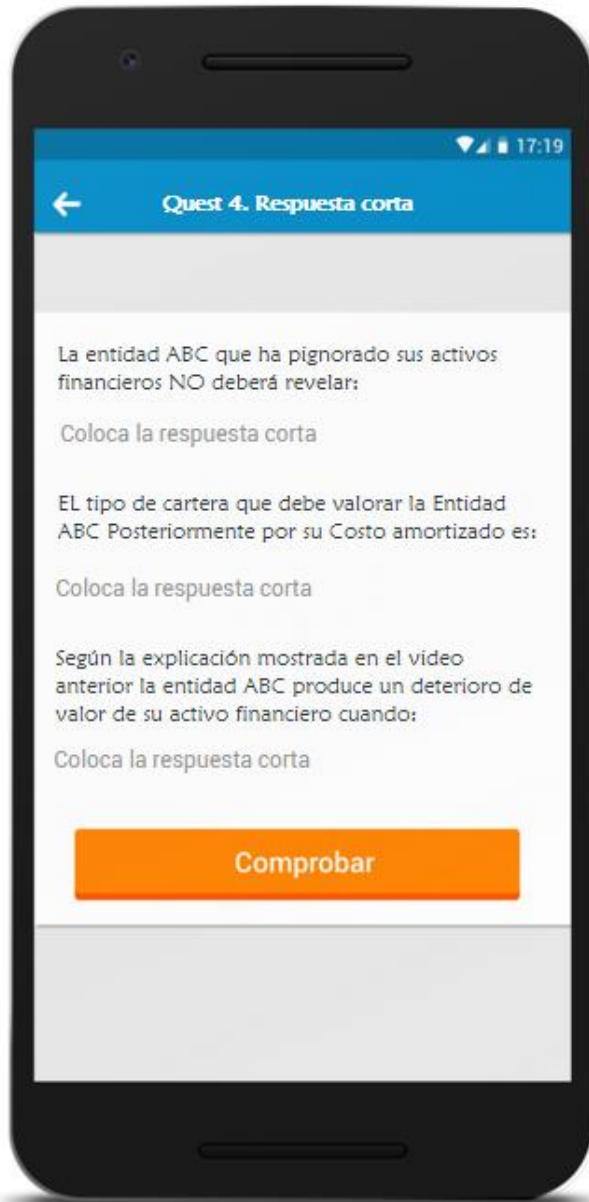 17:19
Quest 4. Respuesta corta
La entidad ABC que ha pignorado sus activos
financieros NO deberá revelar:
Coloca la respuesta corta
EL tipo de cartera que debe valorar la Entidad
ABC Posteriormente por su Costo amortizado es:
Coloca la respuesta corta
Según la explicación mostrada en el video
anterior la entidad ABC produce un deterioro de
valor de su activo financiero cuando:
Coloca la respuesta corta
Comprobar